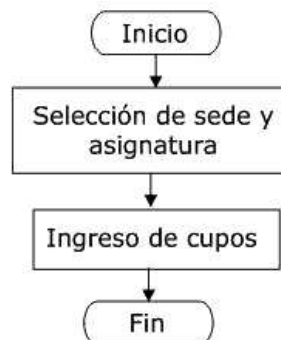 Inicio
Selección de sede y
asignatura
Ingreso de cupos
Fin